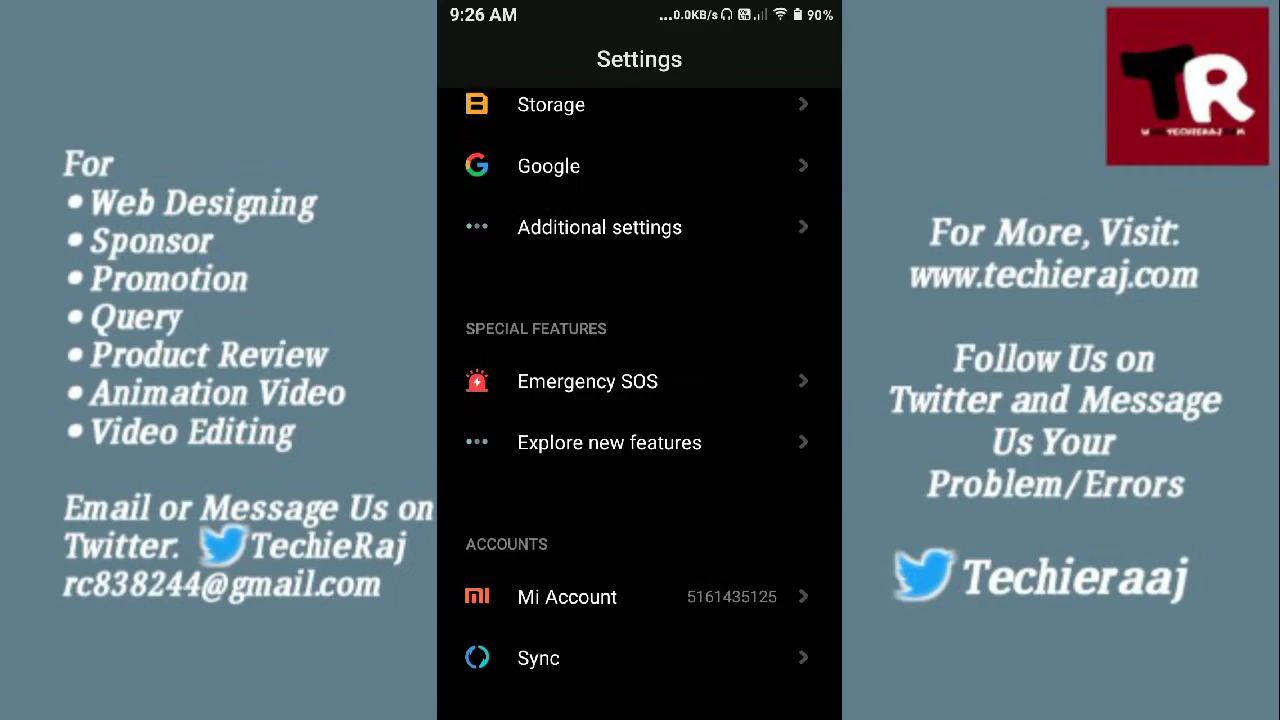 For
• Web Designing
• Sponsor
• Promotion
• Query
• Product Review
• Animation Video
• Video Editing
Email or Message Us on
Twitter. TechieRaj
rc838244@gmail.com
9:26 AM
...0.0KB/s 90%
Settings
Storage
Google
Additional settings
SPECIAL FEATURES
Emergency SOS
Explore new features
ACCOUNTS
Mi Account 5161435125
Sync
TR
For More, Visit:
www.techieraj.com
Follow Us on
Twitter and Message
Us Your
Problem/Errors
Techieraaj